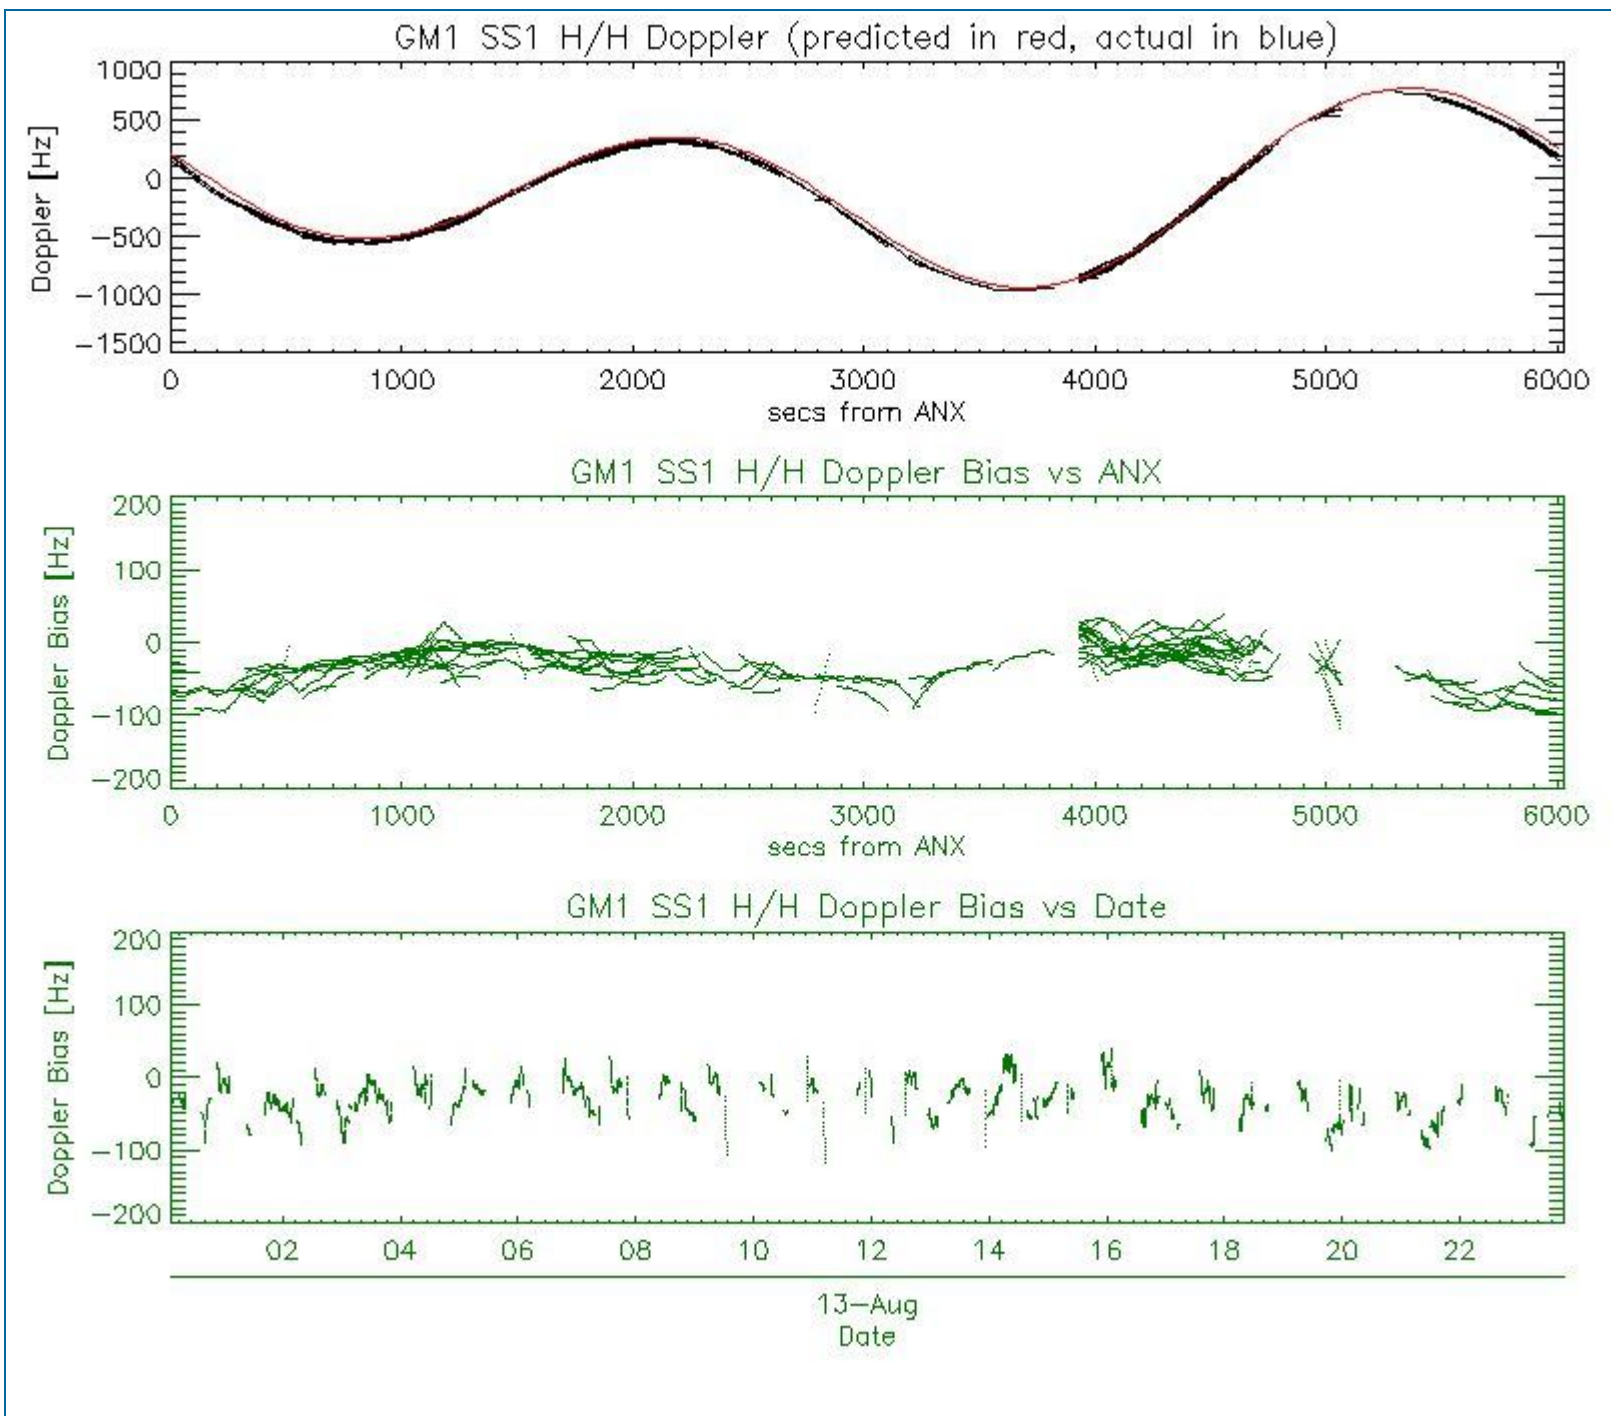 GM1 SS1 H/H Doppler (predicted in red, actual in blue)
1000
500
0
-500
-1000
-1500
Doppler [Hz]
0 1000 2000 3000 4000 5000 6000
secs from ANX
GM1 SS1 H/H Doppler Bias vs ANX
200
100
0
-100
-200
Doppler Bias [Hz]
0 1000 2000 3000 4000 5000 6000
secs from ANX
GM1 SS1 H/H Doppler Bias vs Date
200
100
0
-100
-200
Doppler Bias [Hz]
02 04 06 08 10 12 14 16 18 20 22
13-Aug
Date